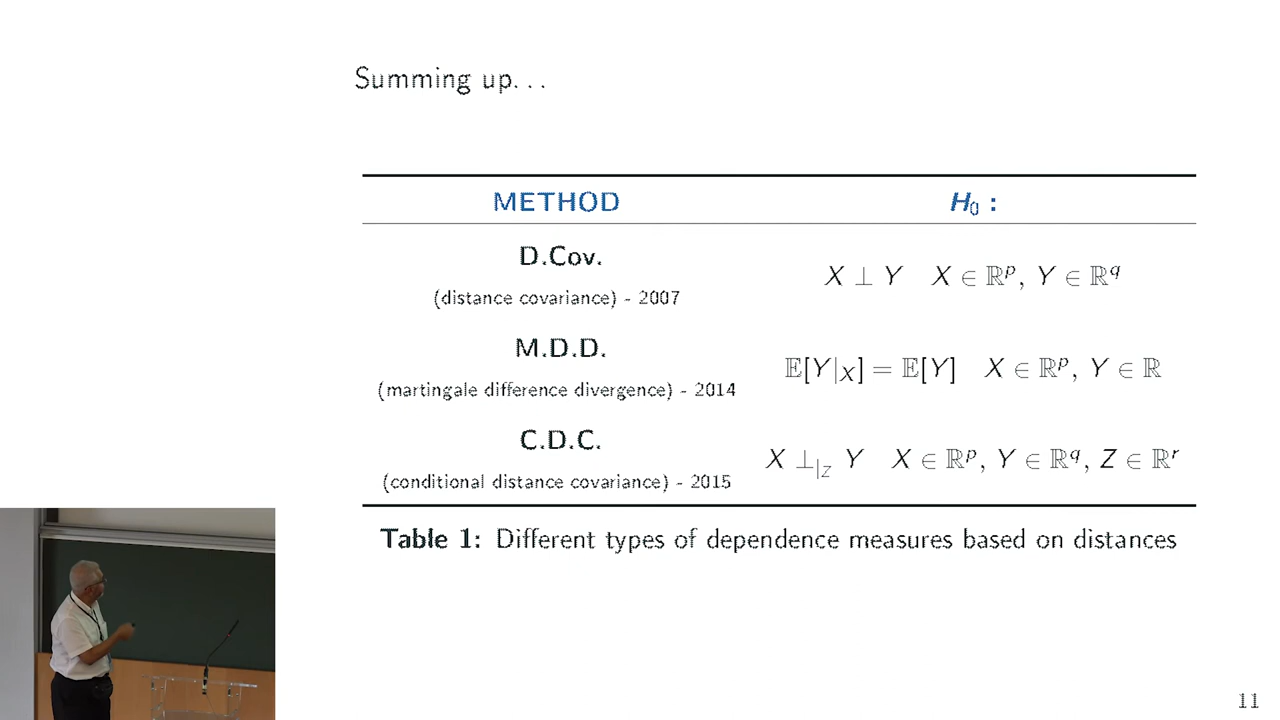 Summing up...
METHOD H₀ :
D.Cov.
(distance covariance) - 2007
X ⊥ Y X ∈ ℝᵖ, Y ∈ ℝ^q
M.D.D.
(martingale difference divergence) - 2014
𝔼[Y|X] = 𝔼[Y] X ∈ ℝᵖ, Y ∈ ℝ
C.D.C.
(conditional distance covariance) - 2015
X ⊥|Z Y X ∈ ℝᵖ, Y ∈ ℝ^q, Z ∈ ℝʳ
Table 1: Different types of dependence measures based on distances
11